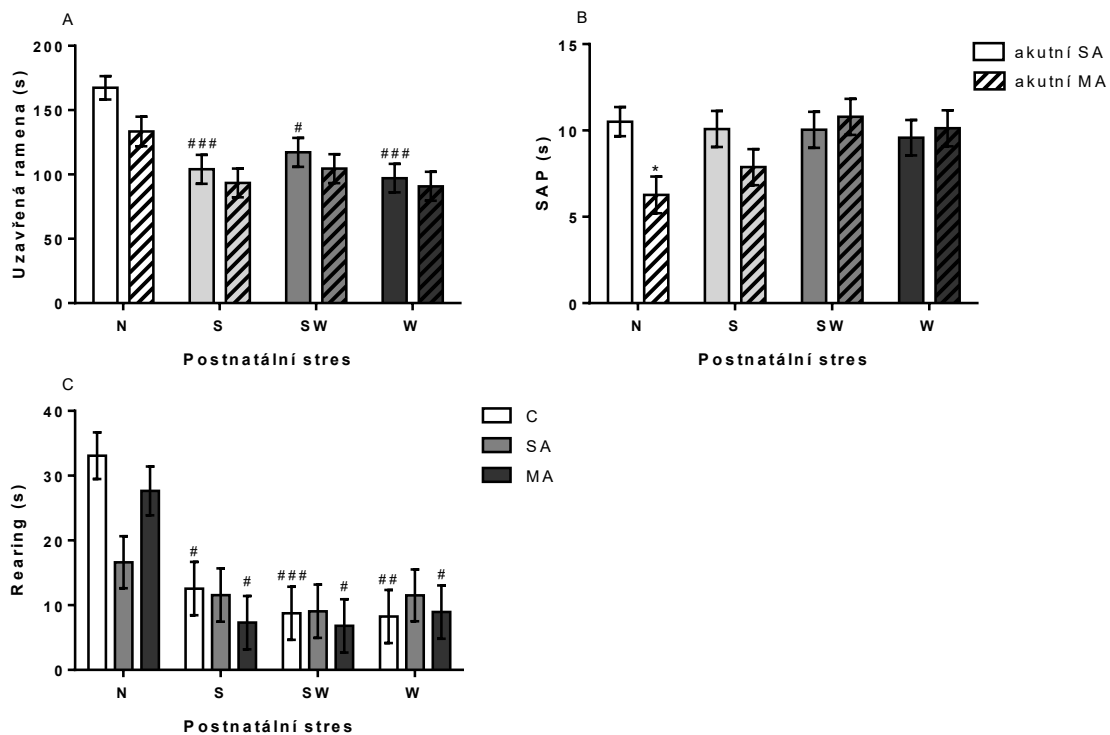 A
Uzavřená ramena (s)
200
150
100
50
0
###
#
###
N S SW W
Postnatální stres
B
SAP (s)
15
10
5
0
*
N S SW W
Postnatální stres
akutní SA
akutní MA
C
Rearing (s)
40
30
20
10
0
# # ### # ## #
N S SW W
Postnatální stres
C
SA
MA